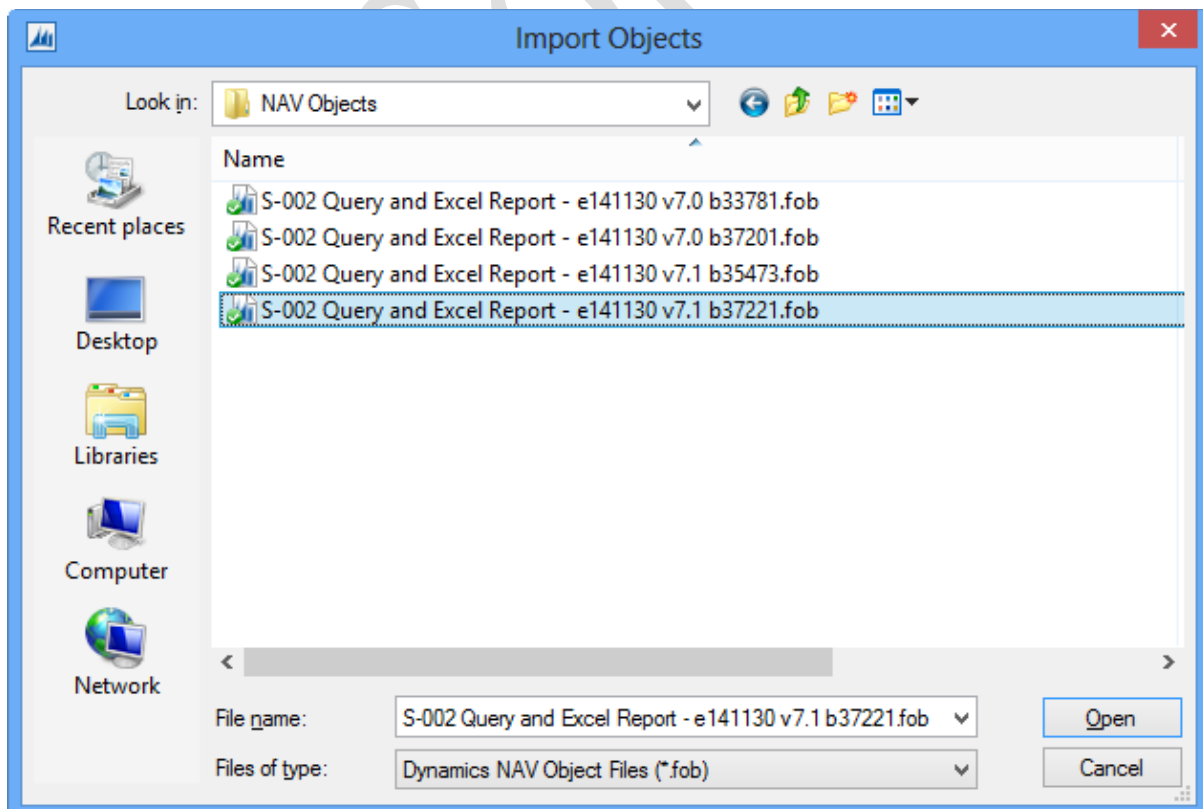 Import Objects
Look in:
NAV Objects
Name
S-002 Query and Excel Report - e141130 v7.0 b33781.fob
S-002 Query and Excel Report - e141130 v7.0 b37201.fob
S-002 Query and Excel Report - e141130 v7.1 b35473.fob
S-002 Query and Excel Report - e141130 v7.1 b37221.fob
Recent places
Desktop
Libraries
Computer
Network
File name:
S-002 Query and Excel Report - e141130 v7.1 b37221.fob
Open
Files of type:
Dynamics NAV Object Files (*.fob)
Cancel